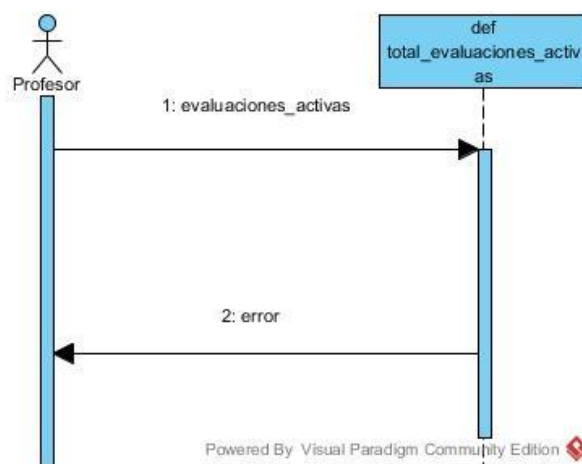 def
total_evaluaciones_activ
as
Profesor
1: evaluaciones_activas
2: error
Powered By Visual Paradigm Community Edition